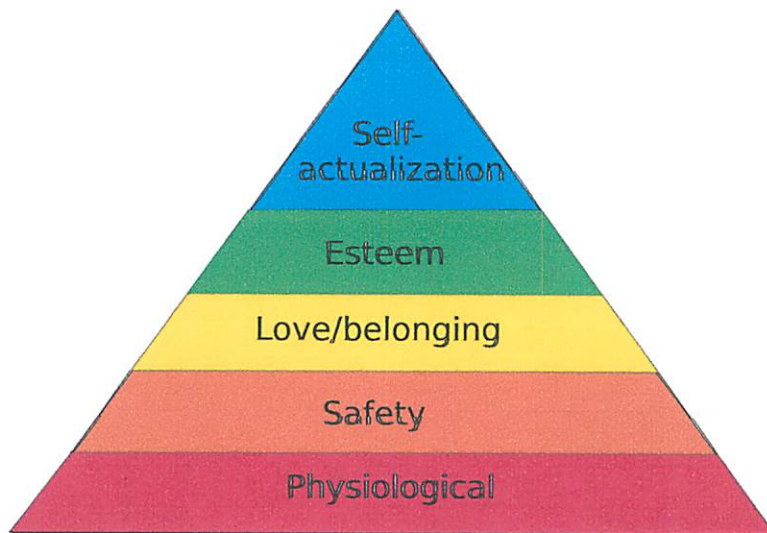 Self-
actualization
Esteem
Love/belonging
Safety
Physiological